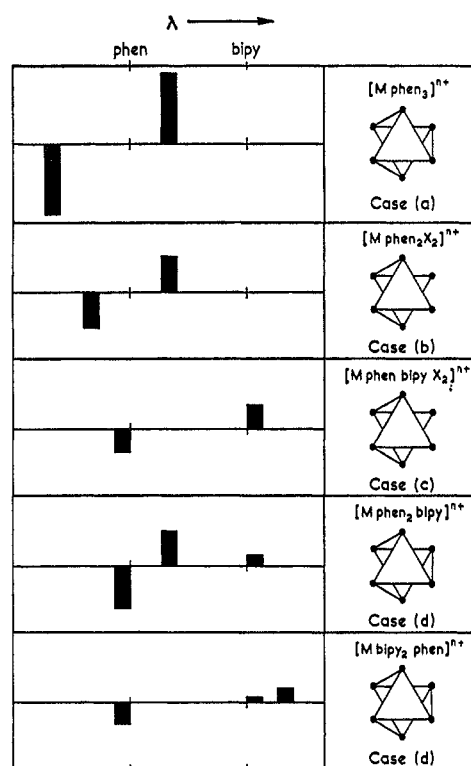 λ
phen bipy
[M phen₃]ⁿ⁺
Case (a)
[M phen₂X₂]ⁿ⁺
Case (b)
[M phen bipy X₂]ⁿ⁺
Case (c)
[M phen₂ bipy]ⁿ⁺
Case (d)
[M bipy₂ phen]ⁿ⁺
Case (d)